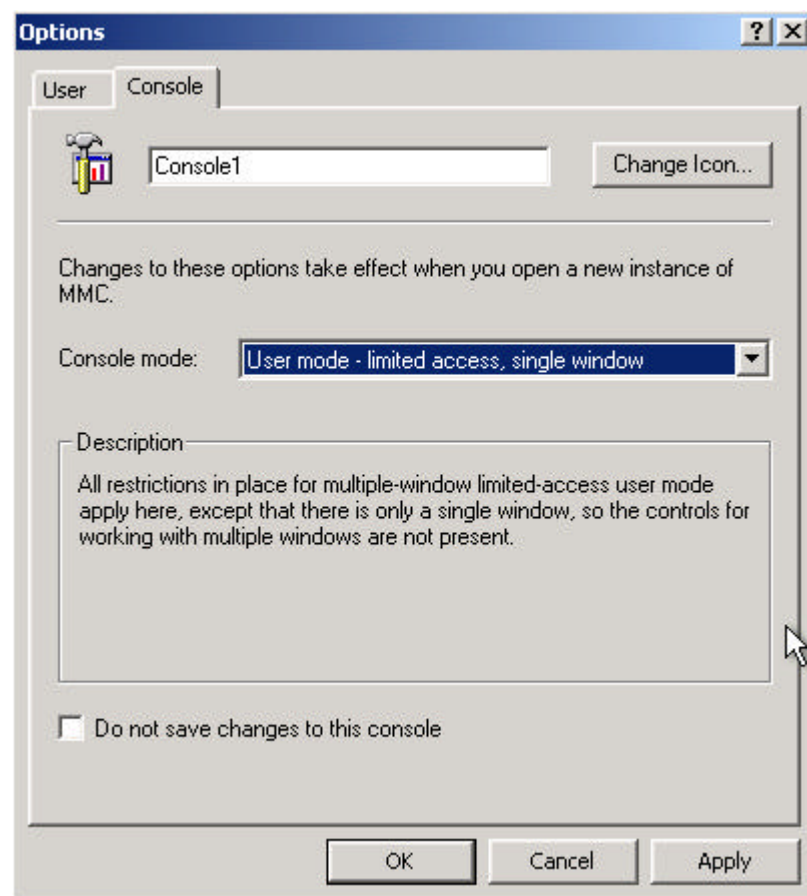 Options
User
Console
Console1
Change Icon...
Changes to these options take effect when you open a new instance of
MMC.
Console mode:
User mode - limited access, single window
Description
All restrictions in place for multiple-window limited-access user mode
apply here, except that there is only a single window, so the controls for
working with multiple windows are not present.
Do not save changes to this console
OK
Cancel
Apply